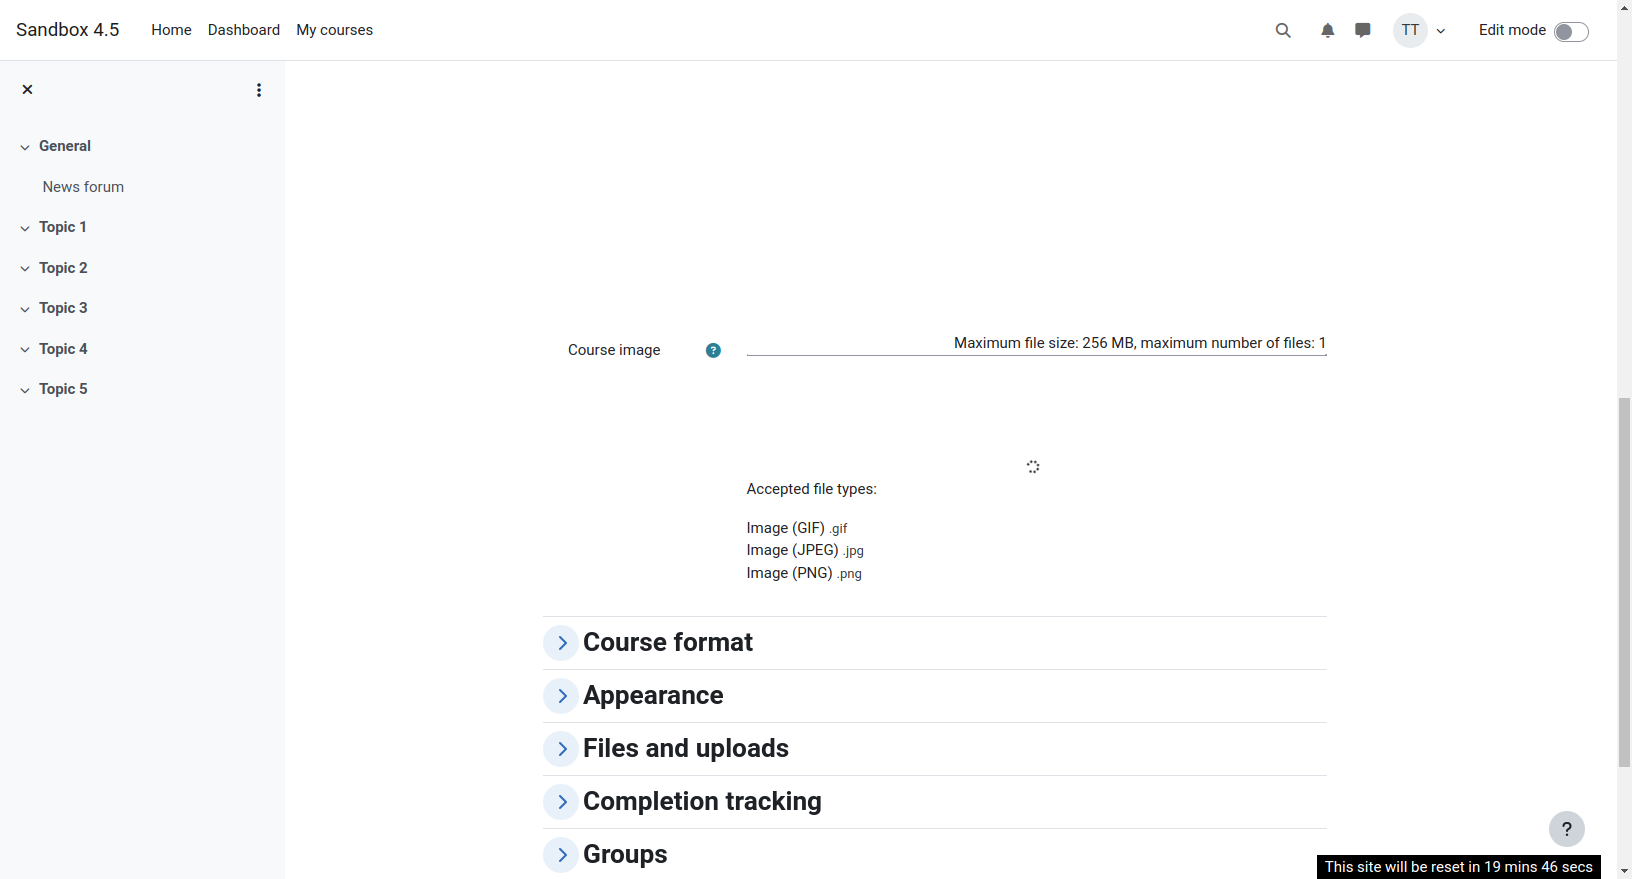 Sandbox 4.5 Home Dashboard My courses TT Edit mode
General
News forum
Topic 1
Topic 2
Topic 3
Topic 4
Topic 5
Course image ? Maximum file size: 256 MB, maximum number of files: 1
Accepted file types:
Image (GIF) .gif
Image (JPEG) .jpg
Image (PNG) .png
Course format
Appearance
Files and uploads
Completion tracking
Groups
?
This site will be reset in 19 mins 46 secs